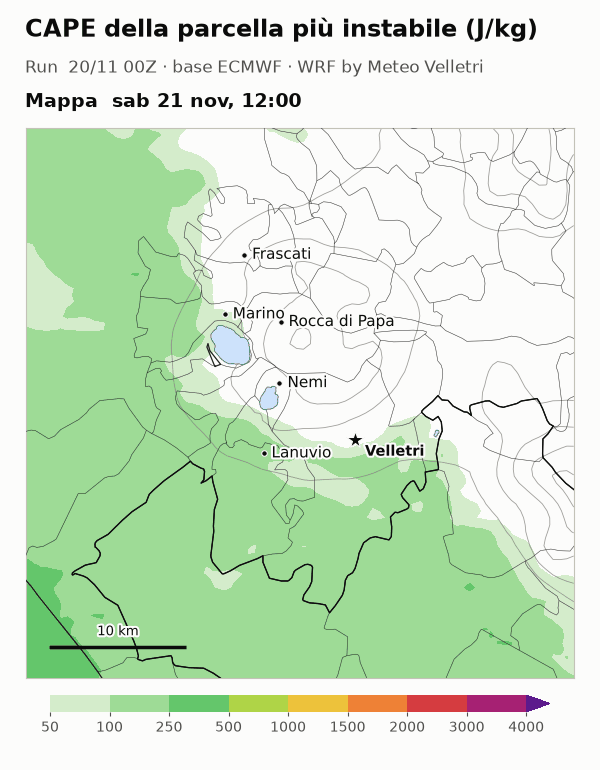 CAPE della parcella più instabile (J/kg)
Run  20/11 00Z · base ECMWF · WRF by Meteo Velletri
Mappa  sab 21 nov, 12:00
Frascati
Marino
Rocca di Papa
Nemi
Velletri
Lanuvio
10 km
50 100 250 500 1000 1500 2000 3000 4000